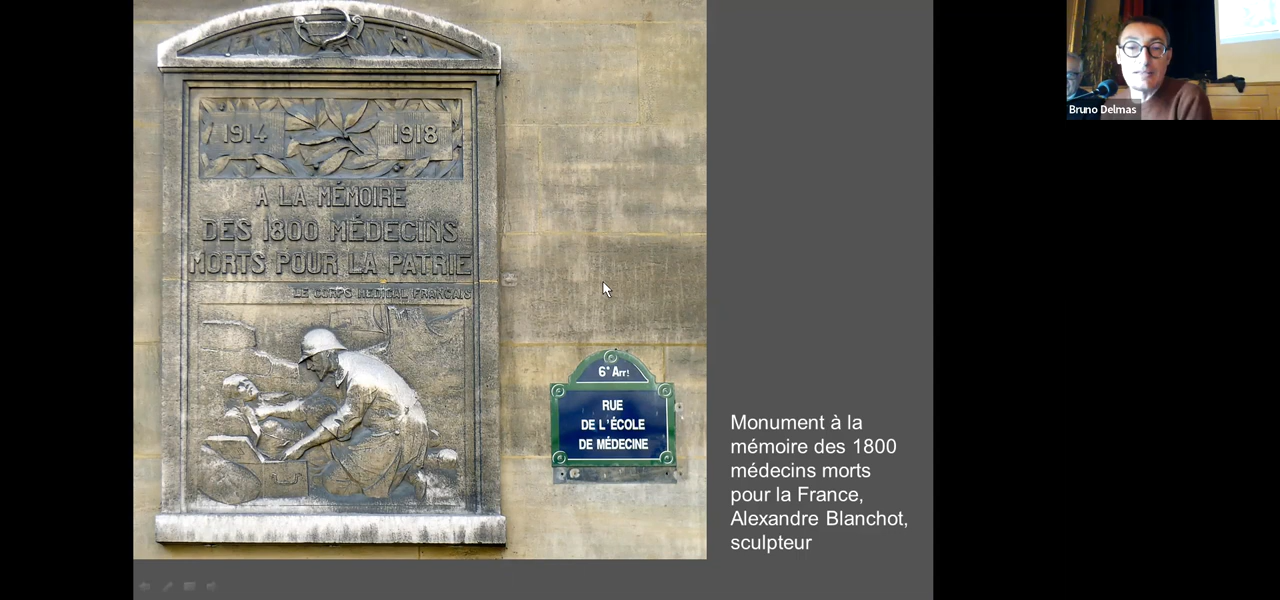 1914 1918
A LA MÉMOIRE
DES 1800 MÉDECINS
MORTS POUR LA PATRIE
LE CORPS MEDICAL FRANÇAIS
6e Arrt
RUE
DE L'ÉCOLE
DE MÉDECINE
Monument à la
mémoire des 1800
médecins morts
pour la France,
Alexandre Blanchot,
sculpteur
Bruno Delmas